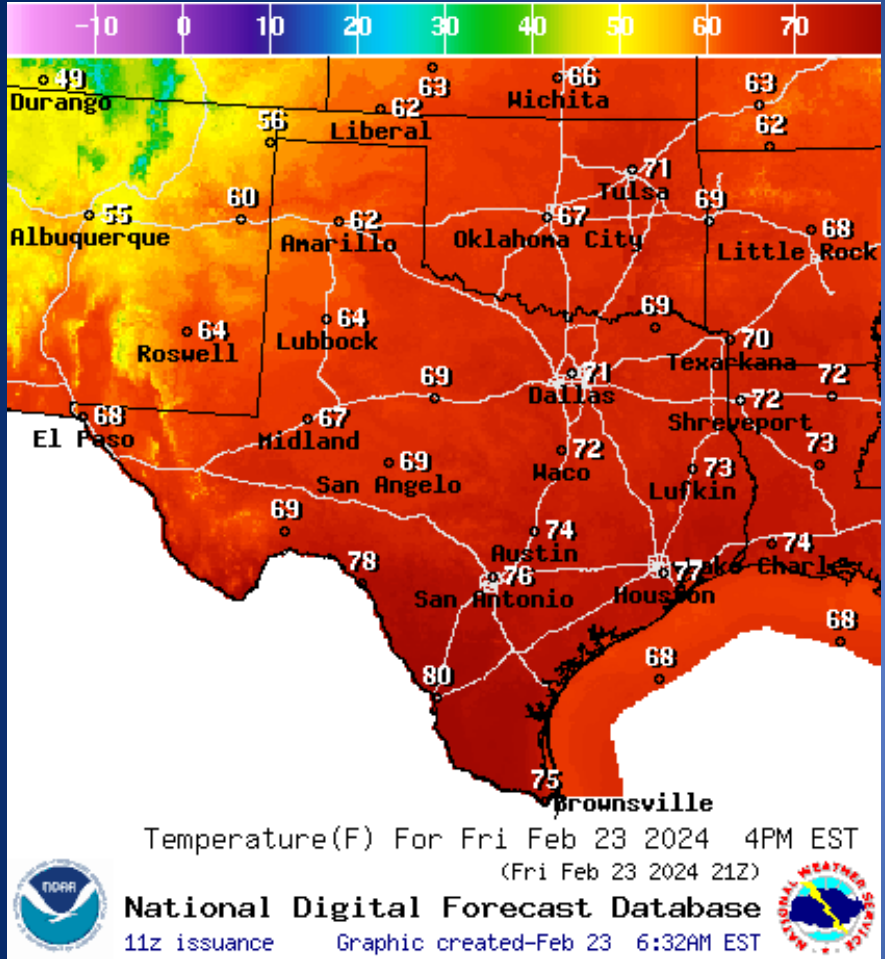 -10 0 10 20 30 40 50 60 70
49
Durango
63
66
Wichita
63
62
Liberal
56
62
71
Tulsa
55
Albuquerque
60
62
Amarillo
67
Oklahoma City
69
68
Little Rock
64
Roswell
64
Lubbock
69
70
Texarkana
71
Dallas
69
72
Shreveport
72
68
El Paso
67
Midland
69
San Angelo
72
Waco
73
Lufkin
73
69
74
Austin
74
Lake Charles
78
76
San Antonio
77
Houston
68
68
80
75
Brownsville
Temperature(F) For Fri Feb 23 2024 4PM EST
(Fri Feb 23 2024 21Z)
NOAA
National Digital Forecast Database
11z issuance Graphic created-Feb 23 6:32AM EST
NATIONAL WEATHER SERVICE